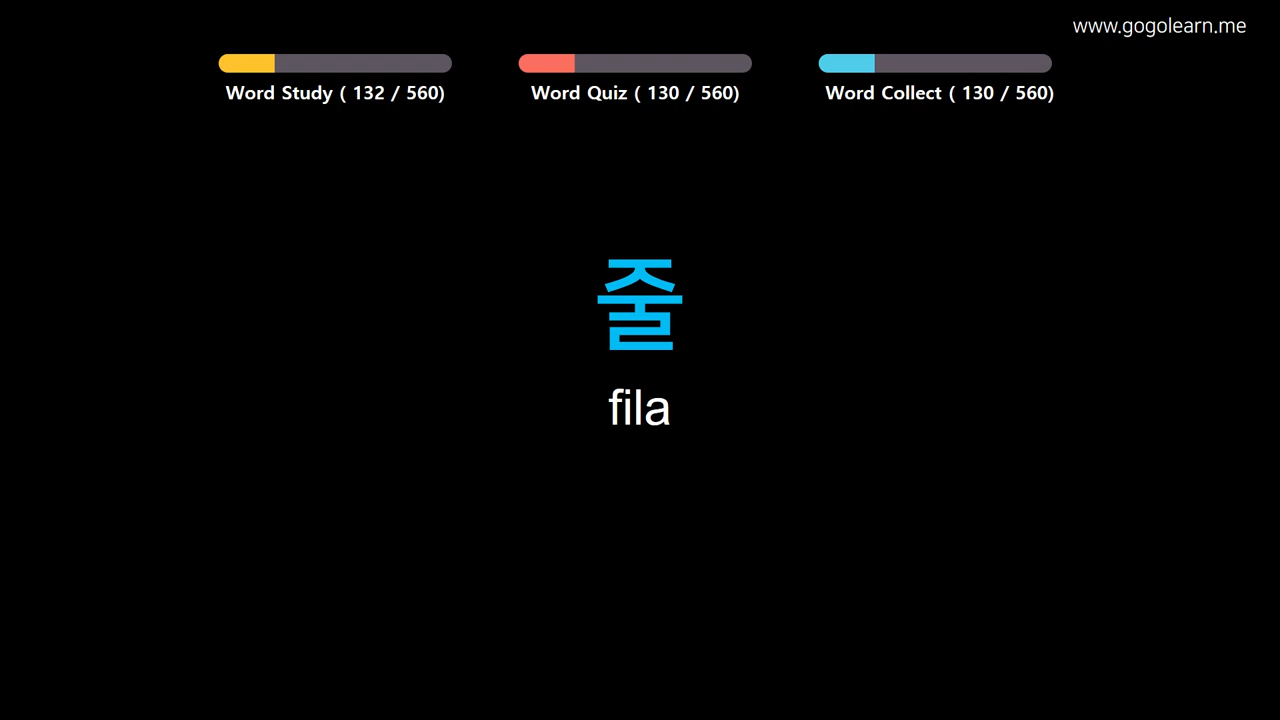 www.gogolearn.me
Word Study ( 132 / 560)
Word Quiz ( 130 / 560)
Word Collect ( 130 / 560)
줄
fila